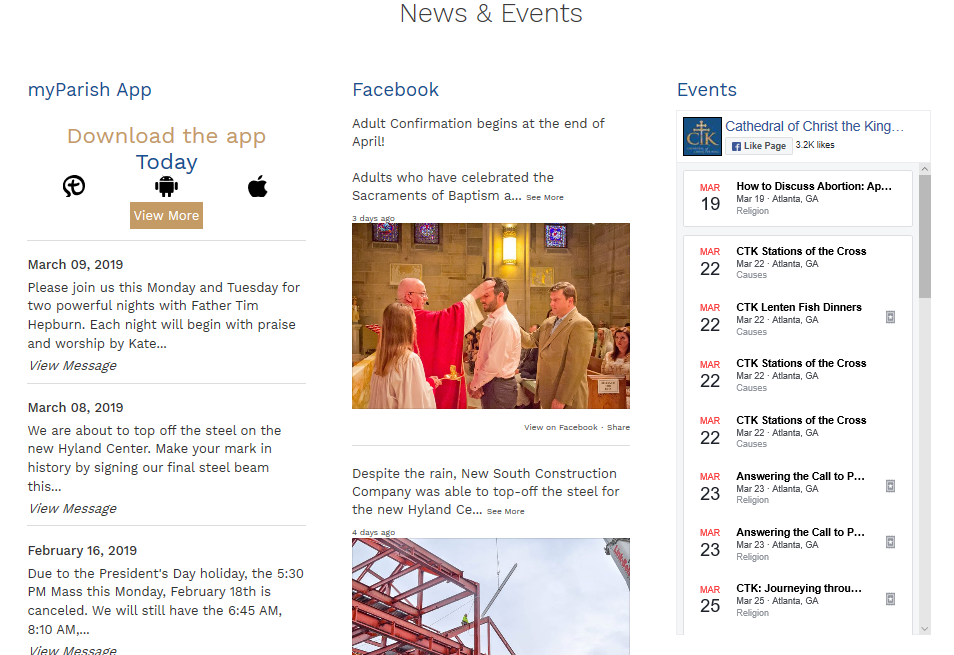 News & Events
myParish App
Download the app
Today
View More
March 09, 2019
Please join us this Monday and Tuesday for
two powerful nights with Father Tim
Hepburn. Each night will begin with praise
and worship by Kate...
View Message
March 08, 2019
We are about to top off the steel on the
new Hyland Center. Make your mark in
history by signing our final steel beam
this...
View Message
February 16, 2019
Due to the President's Day holiday, the 5:30
PM Mass this Monday, February 18th is
canceled. We will still have the 6:45 AM,
8:10 AM,...
View Message
Facebook
Adult Confirmation begins at the end of
April!
Adults who have celebrated the
Sacraments of Baptism a... See More
3 days ago
View on Facebook · Share
Despite the rain, New South Construction
Company was able to top-off the steel for
the new Hyland Ce... See More
4 days ago
Events
CTK
Cathedral of Christ the King...
Like Page 3.2K likes
MAR
19
How to Discuss Abortion: Ap...
Mar 19 · Atlanta, GA
Religion
MAR
22
CTK Stations of the Cross
Mar 22 · Atlanta, GA
Causes
MAR
22
CTK Lenten Fish Dinners
Mar 22 · Atlanta, GA
Causes
MAR
22
CTK Stations of the Cross
Mar 22 · Atlanta, GA
Causes
MAR
22
CTK Stations of the Cross
Mar 22 · Atlanta, GA
Causes
MAR
23
Answering the Call to P...
Mar 23 · Atlanta, GA
Religion
MAR
23
Answering the Call to P...
Mar 23 · Atlanta, GA
Religion
MAR
25
CTK: Journeying throu...
Mar 25 · Atlanta, GA
Religion